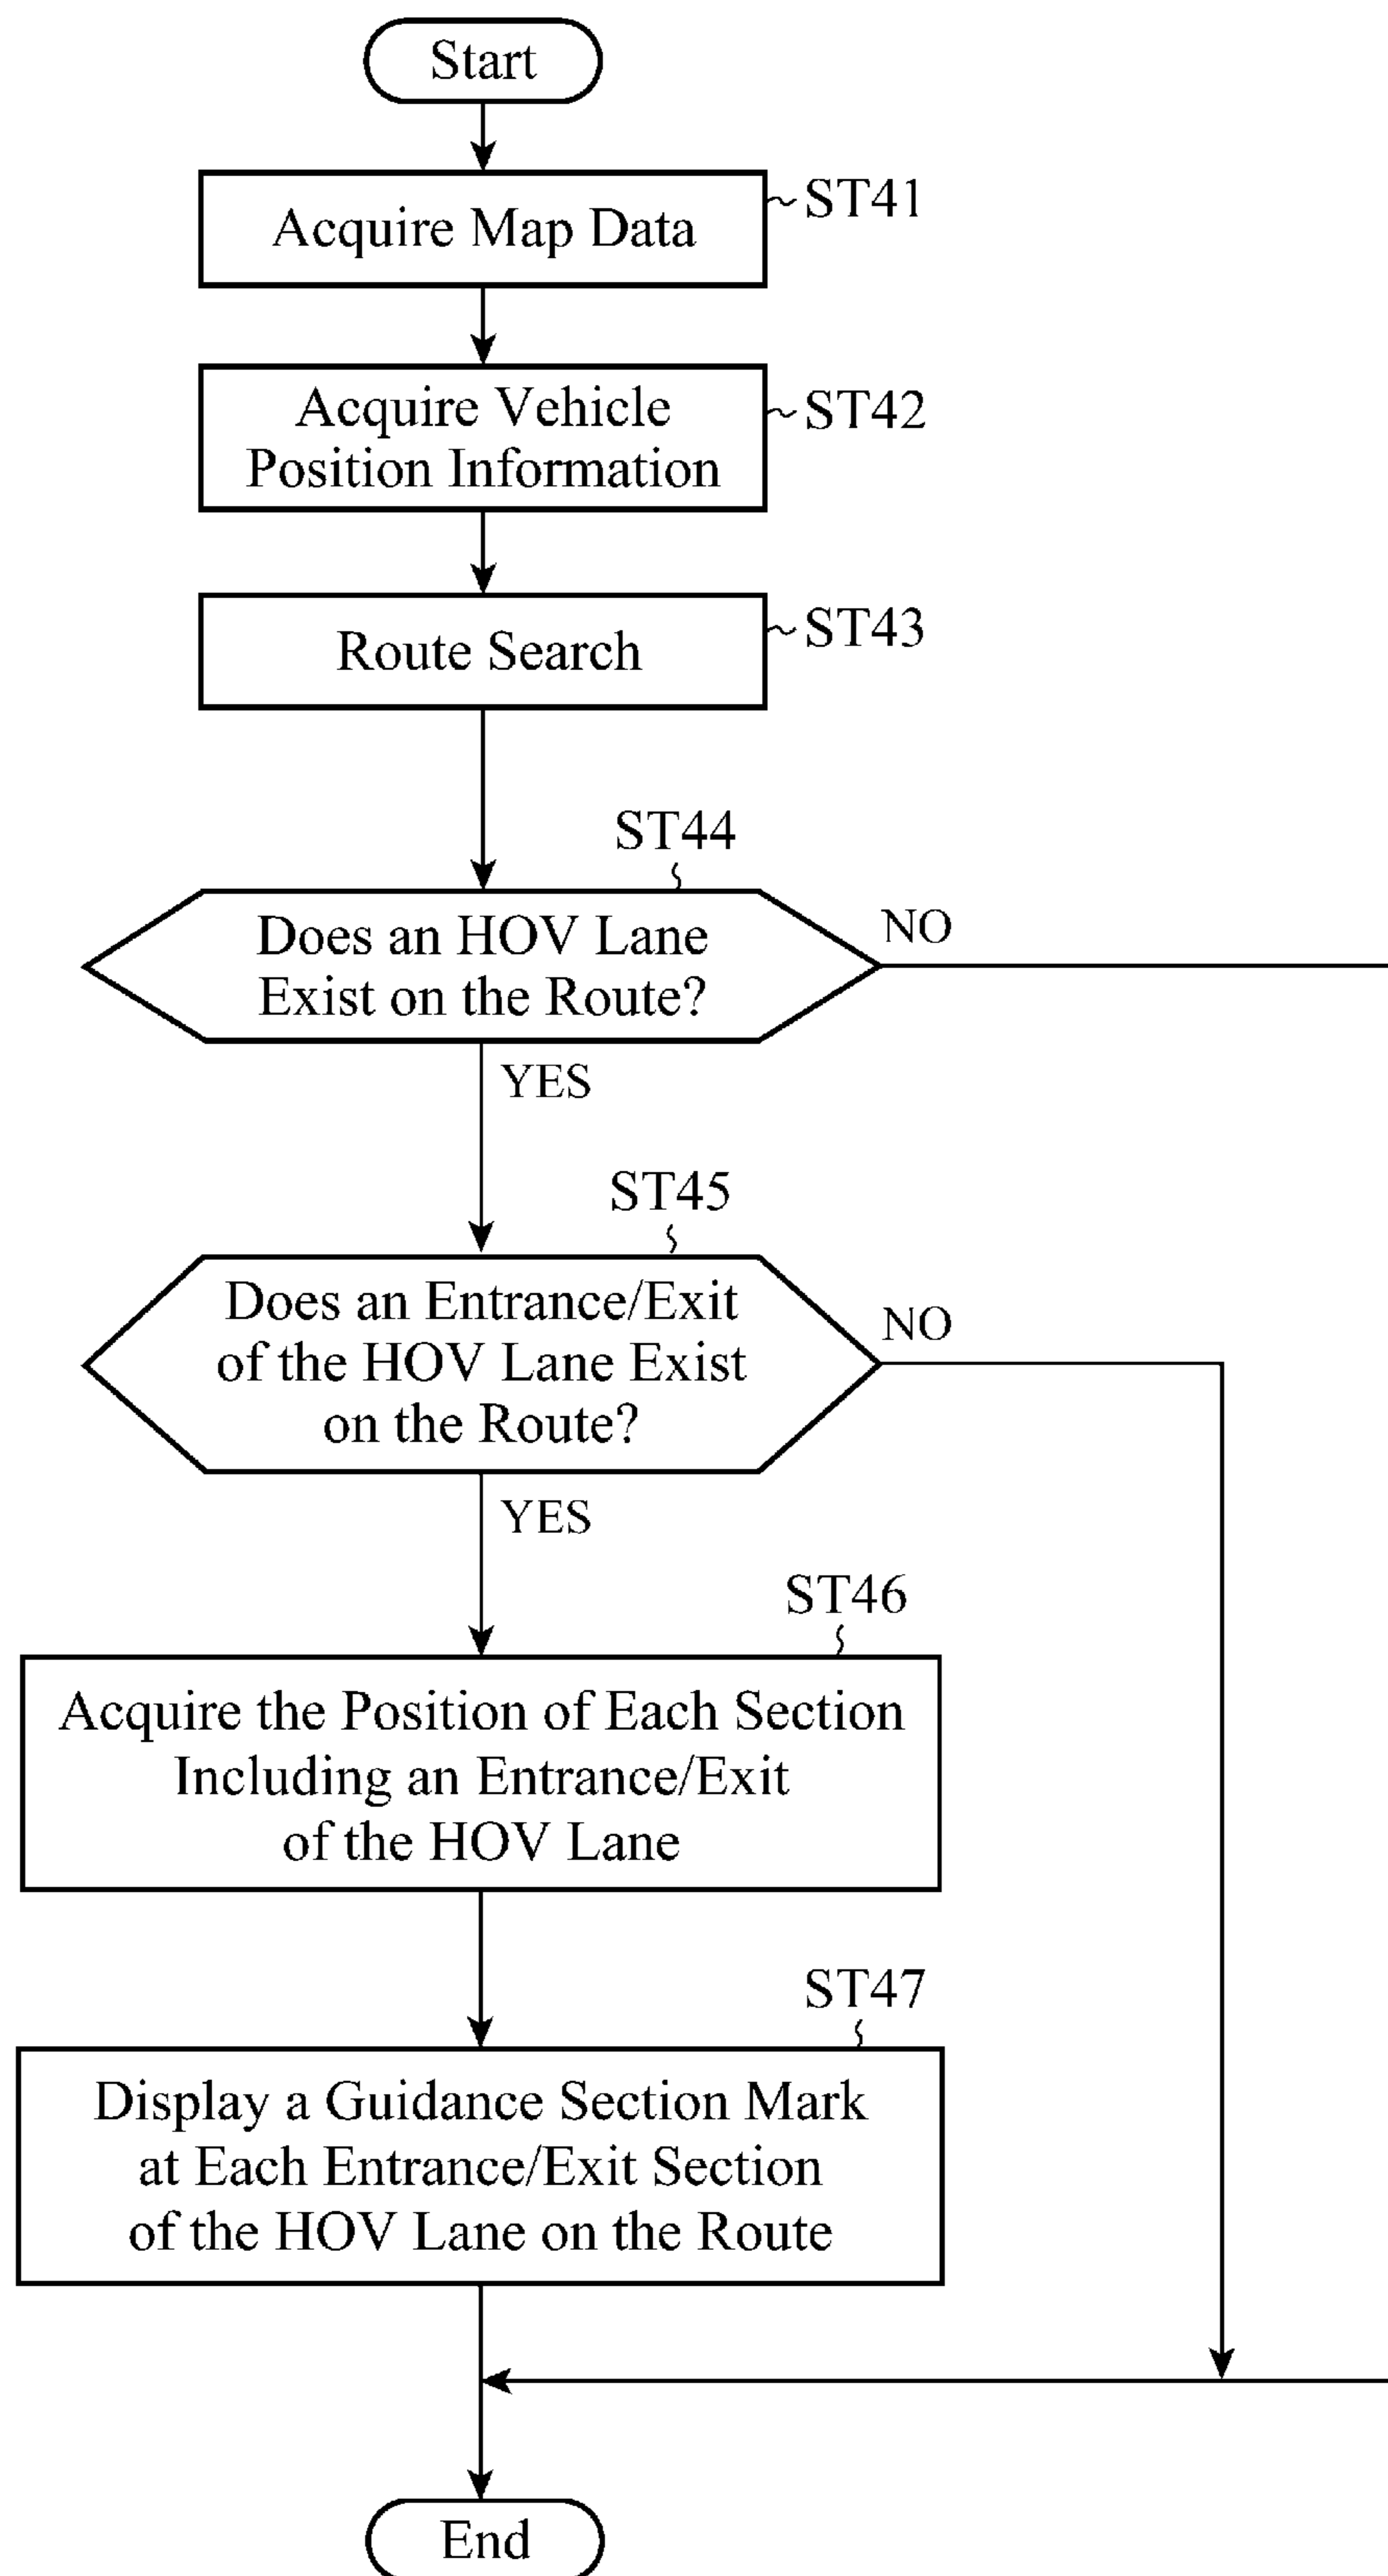 Start
Acquire Map Data
ST41
Acquire Vehicle
Position Information
ST42
Route Search
ST43
ST44
Does an HOV Lane
Exist on the Route?
NO
YES
ST45
Does an Entrance/Exit
of the HOV Lane Exist
on the Route?
NO
YES
ST46
Acquire the Position of Each Section
Including an Entrance/Exit
of the HOV Lane
ST47
Display a Guidance Section Mark
at Each Entrance/Exit Section
of the HOV Lane on the Route
End